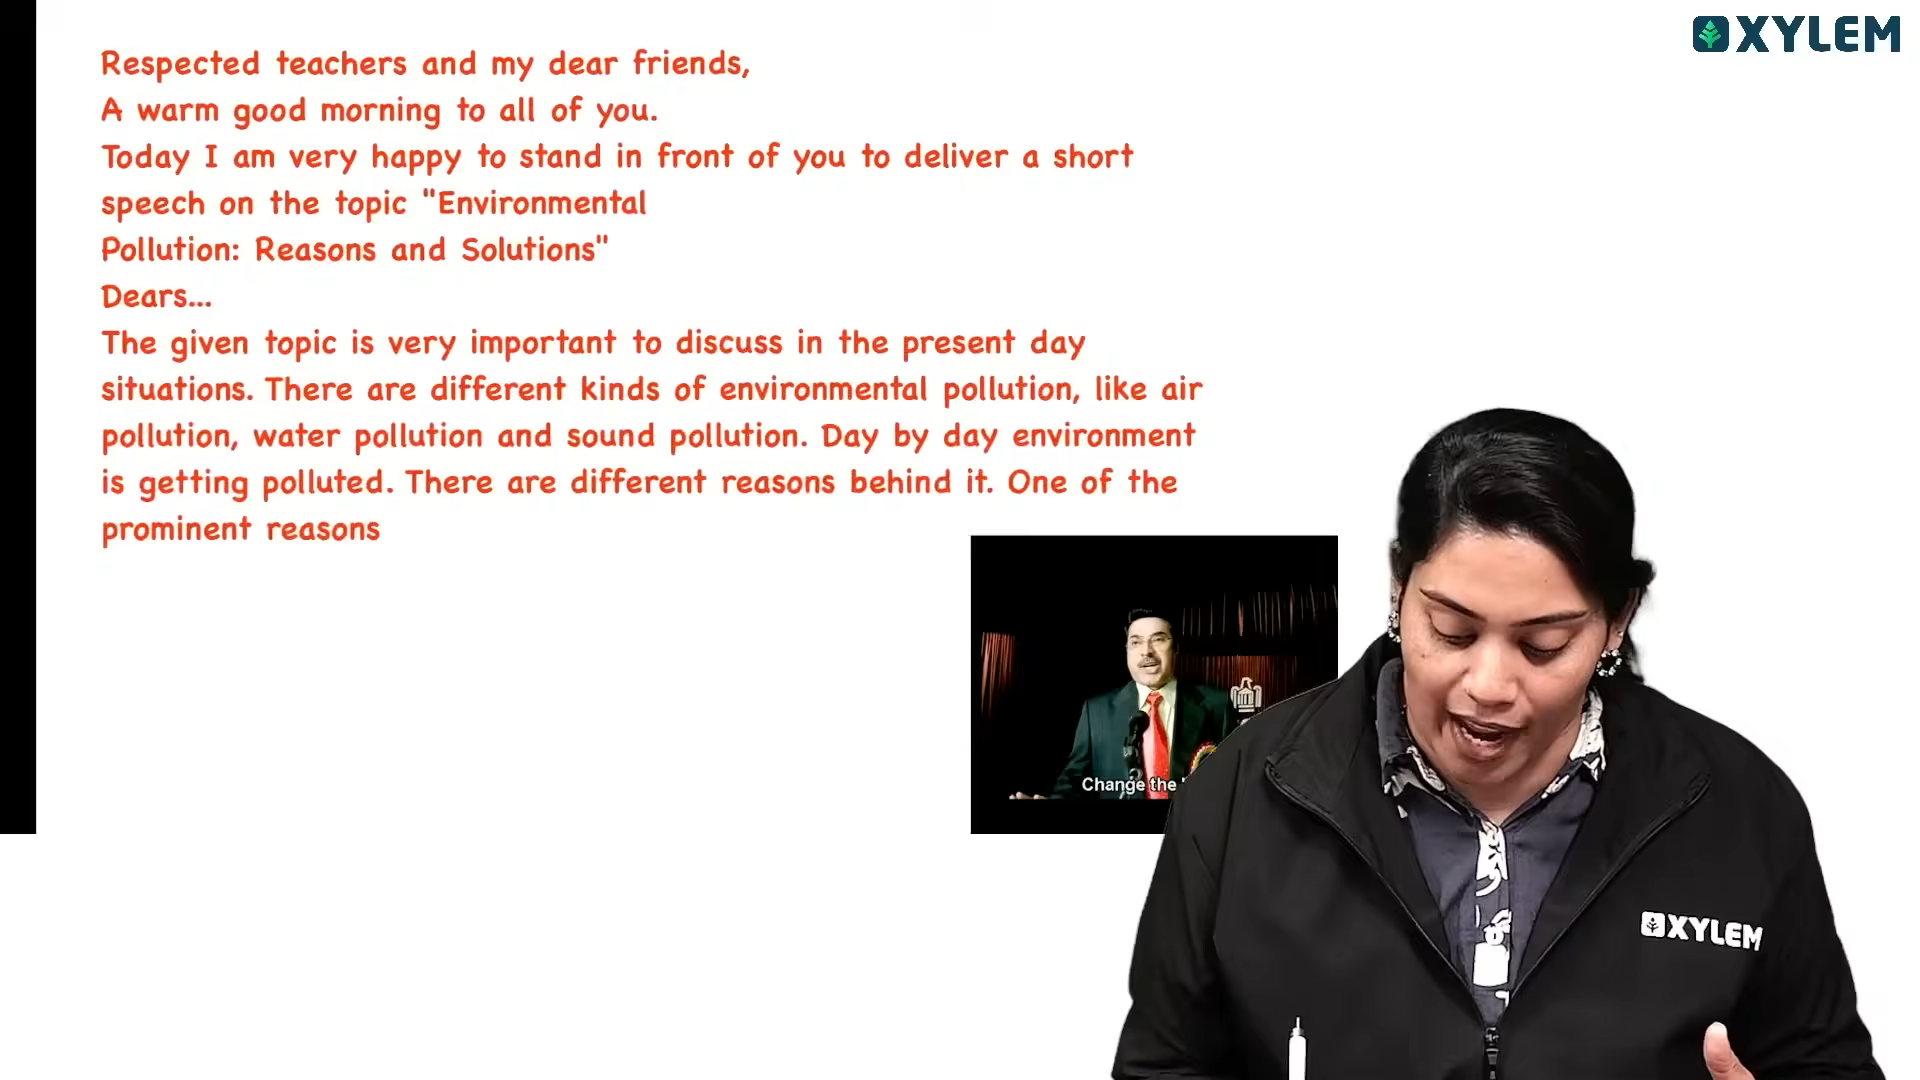 XYLEM
Respected teachers and my dear friends,
A warm good morning to all of you.
Today I am very happy to stand in front of you to deliver a short
speech on the topic "Environmental
Pollution: Reasons and Solutions"
Dears...
The given topic is very important to discuss in the present day
situations. There are different kinds of environmental pollution, like air
pollution, water pollution and sound pollution. Day by day environment
is getting polluted. There are different reasons behind it. One of the
prominent reasons
Change the
XYLEM